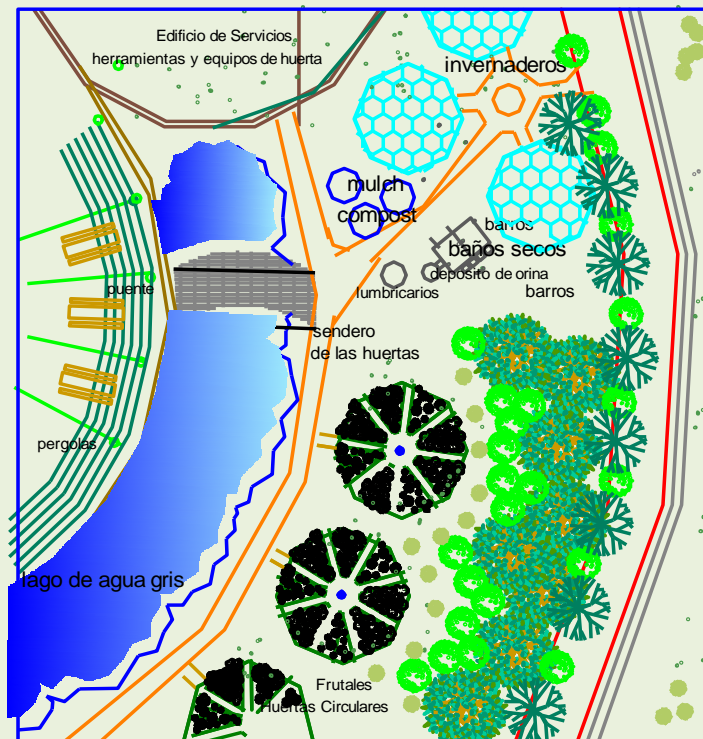 Edificio de Servicios
herramientas y equipos de huerta
invernaderos
mulch
compost
barros
baños secos
deposito de orina
lumbricarios
barros
puente
sendero
de las huertas
pergolas
lago de agua gris
Frutales
Huertas Circulares